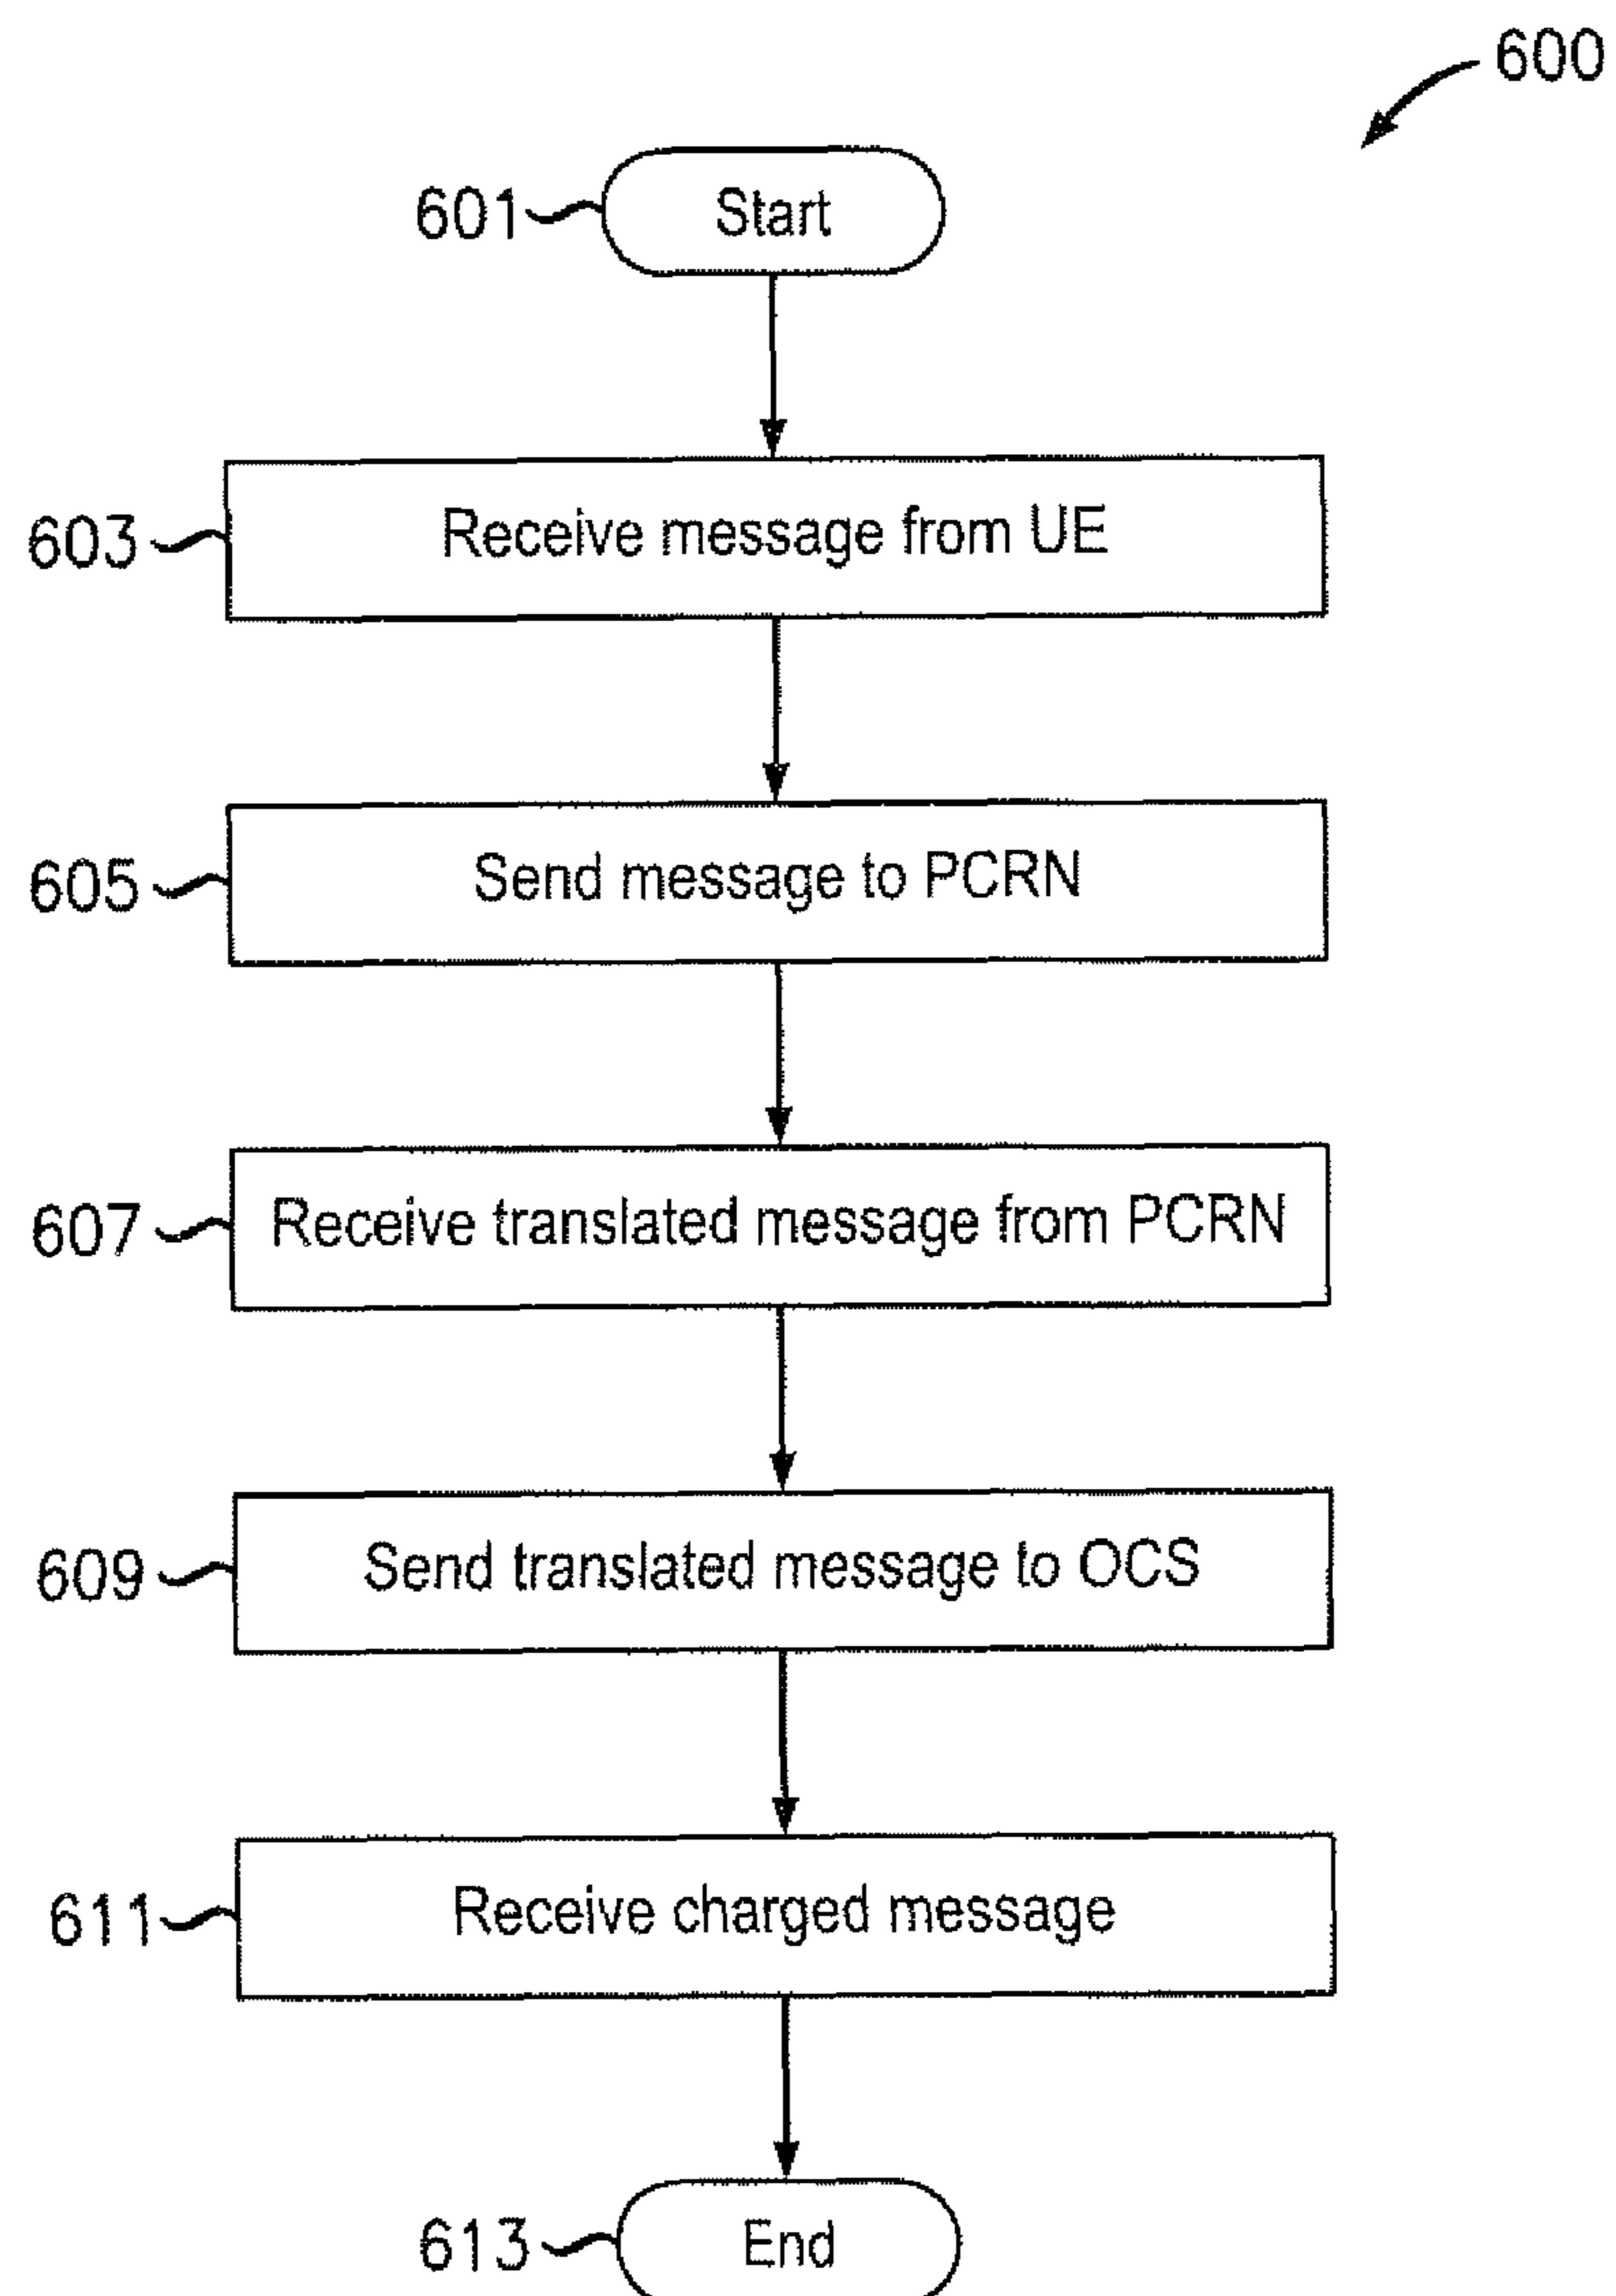 600
601
Start
603
Receive message from UE
605
Send message to PCRN
607
Receive translated message from PCRN
609
Send translated message to OCS
611
Receive charged message
613
End